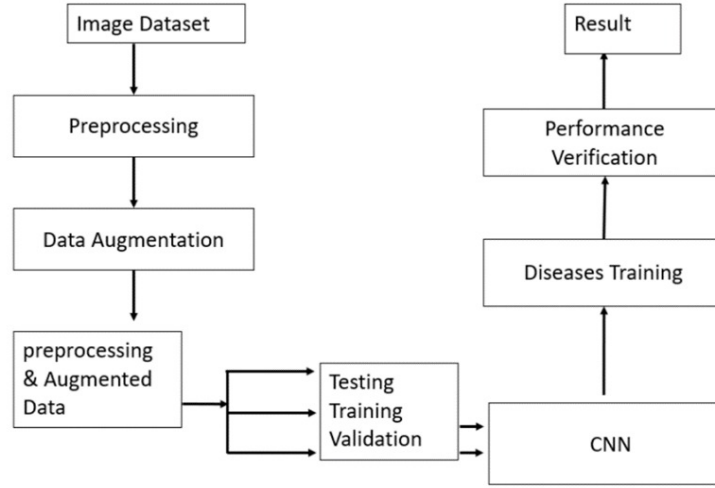 Image Dataset
Preprocessing
Data Augmentation
preprocessing
& Augmented
Data
Testing
Training
Validation
CNN
Diseases Training
Performance
Verification
Result